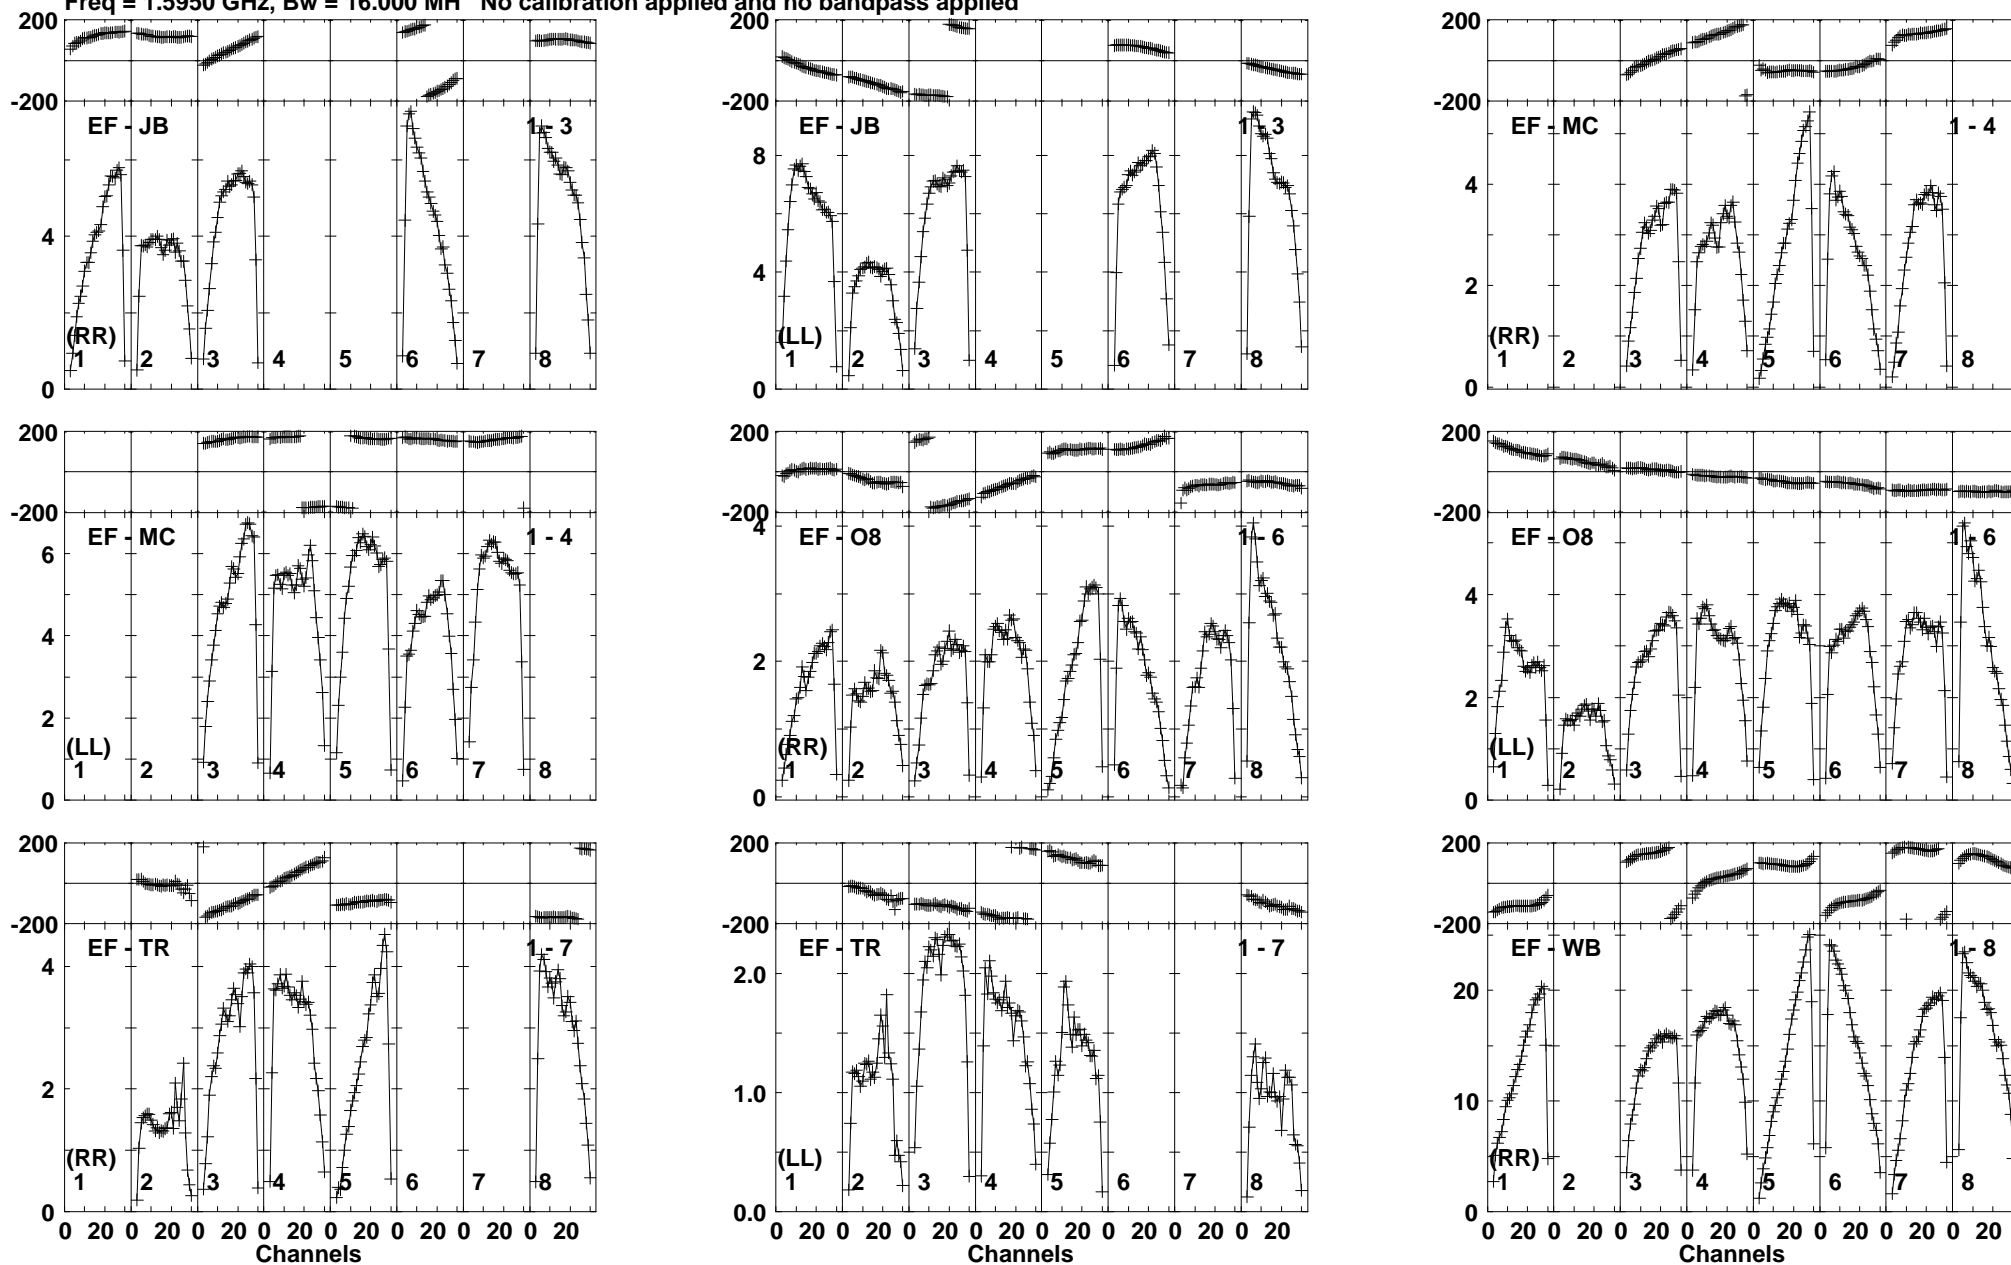 Freq = 1.5950 GHz, Bw = 16.000 MH No calibration applied and no bandpass applied
200 200 200
-200 -200 -200
EF - JB 1 - 3 EF - JB 1 - 3 EF - MC 1 - 4
8
4 4 4
2
(RR) (LL) (RR)
1 2 3 4 5 6 7 8 1 2 3 4 5 6 7 8 1 2 3 4 5 6 7 8
0 0 0
200 200 200
-200 -200 -200
EF - MC 1 - 4 EF - O8 1 - 6 EF - O8 1 - 6
4
6
4 4
2
2 2
(LL) (RR) (LL)
1 2 3 4 5 6 7 8 1 2 3 4 5 6 7 8 1 2 3 4 5 6 7 8
0 0 0
200 200 200
-200 -200 -200
EF - TR 1 - 7 EF - TR 1 - 7 EF - WB 1 - 8
4 2.0 20
2 1.0 10
(RR) (LL) (RR)
1 2 3 4 5 6 7 8 1 2 3 4 5 6 7 8 1 2 3 4 5 6 7 8
0 0.0 0
0 20 0 20 0 20 0 20 0 20 0 20 0 20 0 20 0 20 0 20 0 20 0 20 0 20 0 20 0 20 0 20 0 20 0 20 0 20 0 20 0 20 0 20 0 20 0 20
Channels Channels Channels